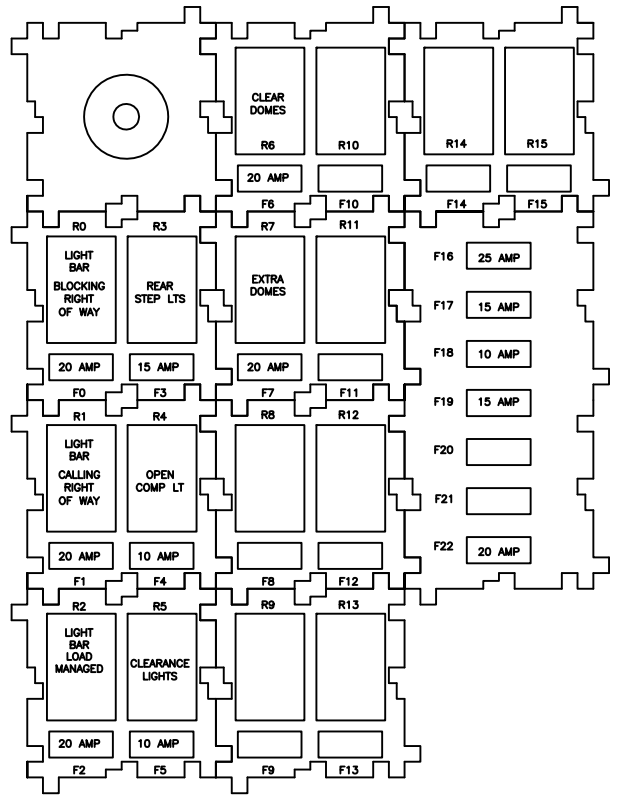 CLEAR
DOMES
R6
R10
R14
R15
20 AMP
F6
F10
F14
F15
R0
R3
R7
R11
LIGHT
BAR
BLOCKING
RIGHT
OF WAY
REAR
STEP LTS
EXTRA
DOMES
20 AMP
15 AMP
20 AMP
F0
F3
F7
F11
F16
25 AMP
F17
15 AMP
F18
10 AMP
F19
15 AMP
F20
F21
F22
20 AMP
R1
R4
R8
R12
LIGHT
BAR
CALLING
RIGHT
OF WAY
OPEN
COMP LT
20 AMP
10 AMP
F1
F4
F8
F12
R2
R5
R9
R13
LIGHT
BAR
LOAD
MANAGED
CLEARANCE
LIGHTS
20 AMP
10 AMP
F2
F5
F9
F13